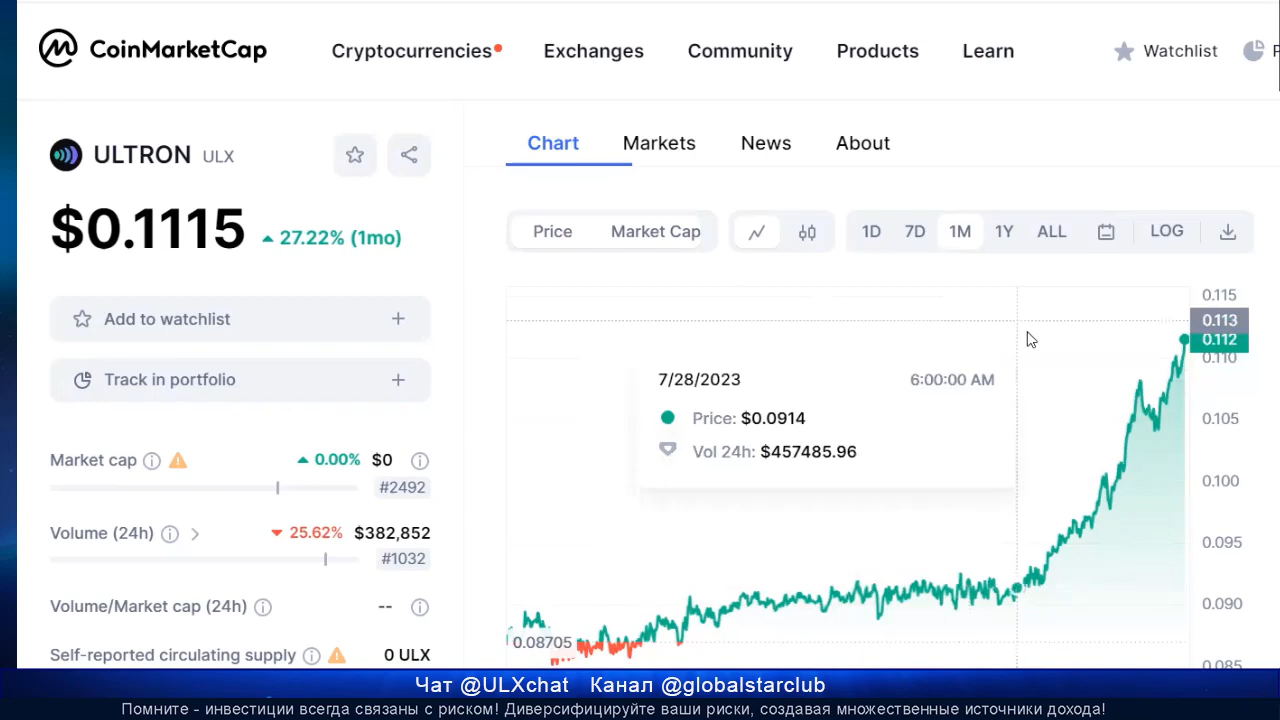 CoinMarketCap
Cryptocurrencies Exchanges Community Products Learn Watchlist P
ULTRON ULX
$0.1115 27.22% (1mo)
Add to watchlist
Track in portfolio
Market cap 0.00% $0
#2492
Volume (24h) 25.62% $382,852
#1032
Volume/Market cap (24h) --
Self-reported circulating supply 0 ULX
Chart Markets News About
Price Market Cap 1D 7D 1M 1Y ALL LOG
0.115
0.113
0.112
0.110
0.105
0.100
0.095
0.090
0.085
7/28/2023 6:00:00 AM
Price: $0.0914
Vol 24h: $457485.96
0.08705
Чат @ULXchat Канал @globalstarclub
Помните - инвестиции всегда связаны с риском! Диверсифицируйте ваши риски, создавая множественные источники дохода!